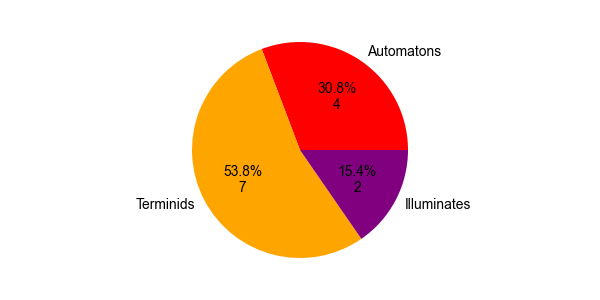 Automatons
30.8%
4
53.8%
7
Terminids
15.4%
2
Illuminates